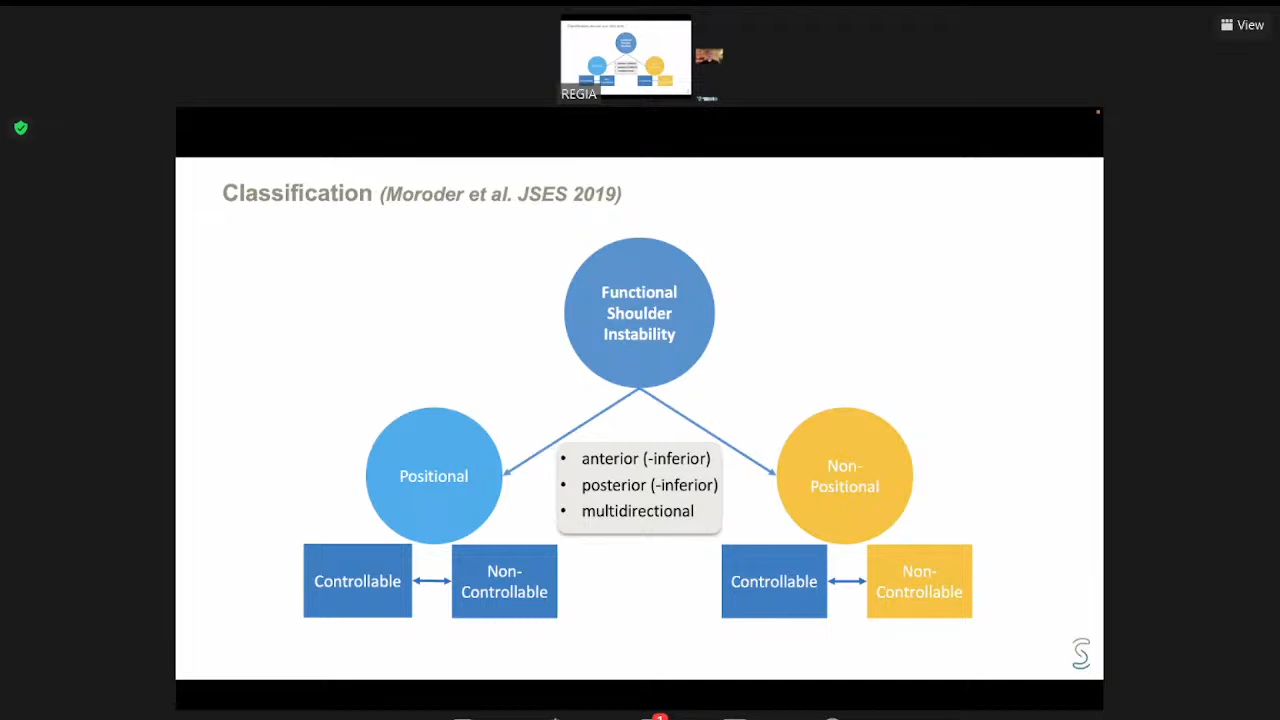 View
REGIA
Classification (Moroder et al. JSES 2019)
Functional
Shoulder
Instability
Positional
• anterior (-inferior)
• posterior (-inferior)
• multidirectional
Non-
Positional
Controllable
Non-
Controllable
Controllable
Non-
Controllable
1